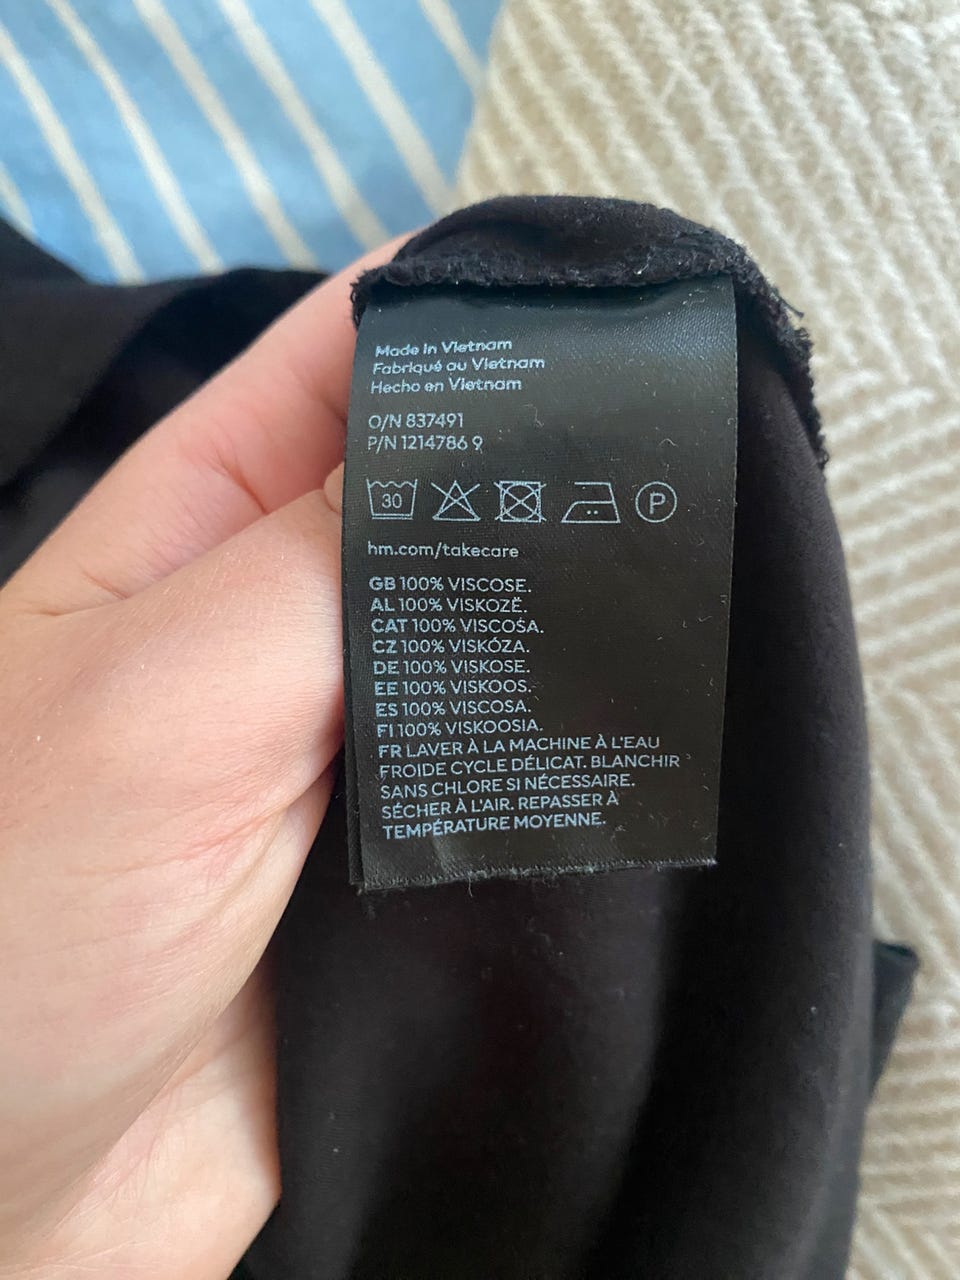 Made in Vietnam
Fabriqué au Vietnam
Hecho en Vietnam
O/N 837491
P/N 1214786 9
30 P
hm.com/takecare
GB 100% VISCOSE.
AL 100% VISKOZË.
CAT 100% VISCOSA.
CZ 100% VISKÓZA.
DE 100% VISKOSE.
EE 100% VISKOOS.
ES 100% VISCOSA.
FI 100% VISKOOSIA.
FR LAVER À LA MACHINE À L'EAU
FROIDE CYCLE DÉLICAT. BLANCHIR
SANS CHLORE SI NÉCESSAIRE.
SÉCHER À L'AIR. REPASSER À
TEMPÉRATURE MOYENNE.